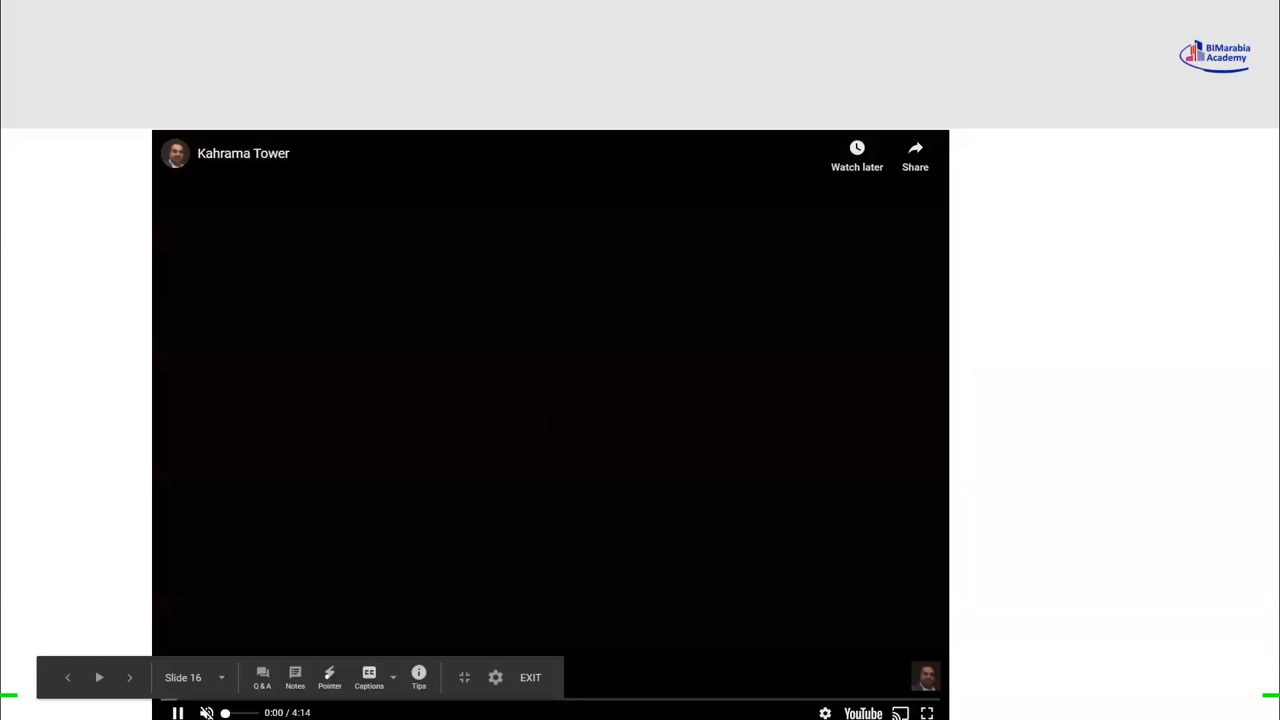 BIMarabia
Academy
Kahrama Tower
Watch later
Share
Slide 16
Q & A
Notes
Pointer
Captions
Tips
EXIT
0:00 / 4:14
YouTube